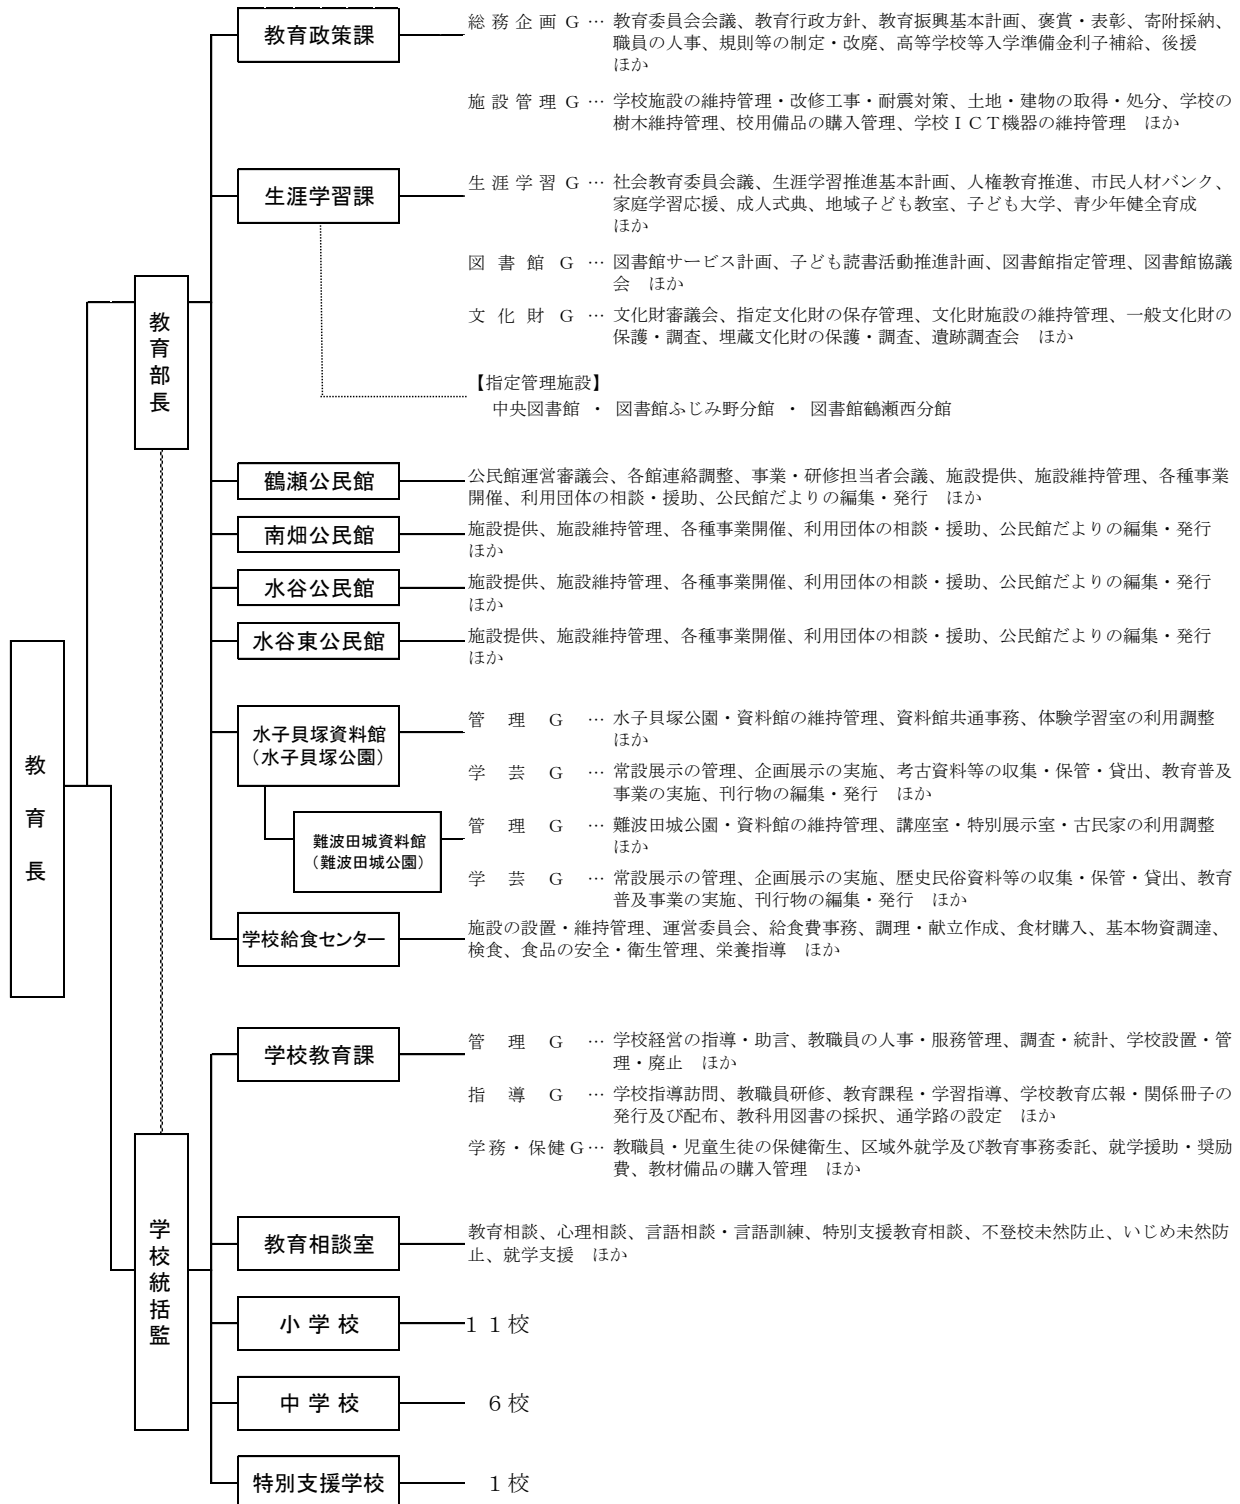 教育政策課
総務企画G… 教育委員会会議、教育行政方針、教育振興基本計画、褒賞・表彰、寄附採納、
職員の人事、規則等の制定・改廃、高等学校等入学準備金利子補給、後援
ほか
施設管理G… 学校施設の維持管理・改修工事・耐震対策、土地・建物の取得・処分、学校の
樹木維持管理、校用備品の購入管理、学校ICT機器の維持管理 ほか
生涯学習課
生涯学習G… 社会教育委員会議、生涯学習推進基本計画、人権教育推進、市民人材バンク、
家庭学習応援、成人式典、地域子ども教室、子ども大学、青少年健全育成
ほか
図書館G… 図書館サービス計画、子ども読書活動推進計画、図書館指定管理、図書館協議
会 ほか
文化財G… 文化財審議会、指定文化財の保存管理、文化財施設の維持管理、一般文化財の
保護・調査、埋蔵文化財の保護・調査、遺跡調査会 ほか
【指定管理施設】
中央図書館 ・ 図書館ふじみ野分館 ・ 図書館鶴瀬西分館
教育部長
鶴瀬公民館
公民館運営審議会、各館連絡調整、事業・研修担当者会議、施設提供、施設維持管理、各種事業
開催、利用団体の相談・援助、公民館だよりの編集・発行 ほか
南畑公民館
施設提供、施設維持管理、各種事業開催、利用団体の相談・援助、公民館だよりの編集・発行
ほか
水谷公民館
施設提供、施設維持管理、各種事業開催、利用団体の相談・援助、公民館だよりの編集・発行
ほか
水谷東公民館
施設提供、施設維持管理、各種事業開催、利用団体の相談・援助、公民館だよりの編集・発行
ほか
水子貝塚資料館
(水子貝塚公園)
管理G… 水子貝塚公園・資料館の維持管理、資料館共通事務、体験学習室の利用調整
ほか
学芸G… 常設展示の管理、企画展示の実施、考古資料等の収集・保管・貸出、教育普及
事業の実施、刊行物の編集・発行 ほか
難波田城資料館
(難波田城公園)
管理G… 難波田城公園・資料館の維持管理、講座室・特別展示室・古民家の利用調整
ほか
学芸G… 常設展示の管理、企画展示の実施、歴史民俗資料等の収集・保管・貸出、教育
普及事業の実施、刊行物の編集・発行 ほか
教育長
学校給食センター
施設の設置・維持管理、運営委員会、給食費事務、調理・献立作成、食材購入、基本物資調達、
検食、食品の安全・衛生管理、栄養指導 ほか
学校教育課
管理G… 学校経営の指導・助言、教職員の人事・服務管理、調査・統計、学校設置・管
理・廃止 ほか
指導G… 学校指導訪問、教職員研修、教育課程・学習指導、学校教育広報・関係冊子の
発行及び配布、教科用図書の採択、通学路の設定 ほか
学務・保健G… 教職員・児童生徒の保健衛生、区域外就学及び教育事務委託、就学援助・奨励
費、教材備品の購入管理 ほか
学校統括監
教育相談室
教育相談、心理相談、言語相談・言語訓練、特別支援教育相談、不登校未然防止、いじめ未然防
止、就学支援 ほか
小学校
11校
中学校
6校
特別支援学校
1校